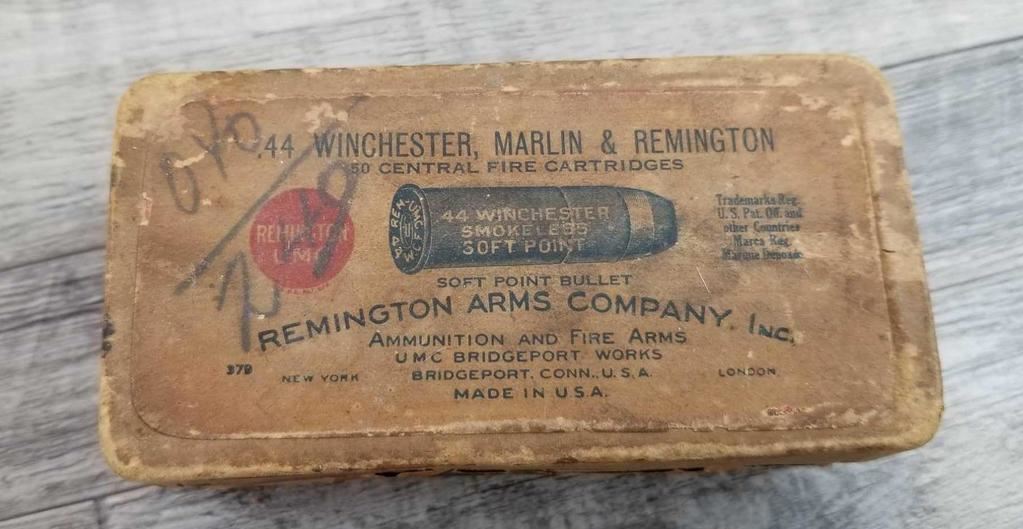 .44 WINCHESTER, MARLIN & REMINGTON
50 CENTRAL FIRE CARTRIDGES
REMINGTON
UMC
44 WINCHESTER
SMOKELESS
SOFT POINT
Trademarks Reg.
U.S. Pat. Off. and
other Countries
Marca Reg.
Marque Deposée
SOFT POINT BULLET
REMINGTON ARMS COMPANY, INC.
AMMUNITION AND FIRE ARMS
UMC BRIDGEPORT WORKS
379
NEW YORK
BRIDGEPORT, CONN., U.S.A.
LONDON
MADE IN U.S.A.